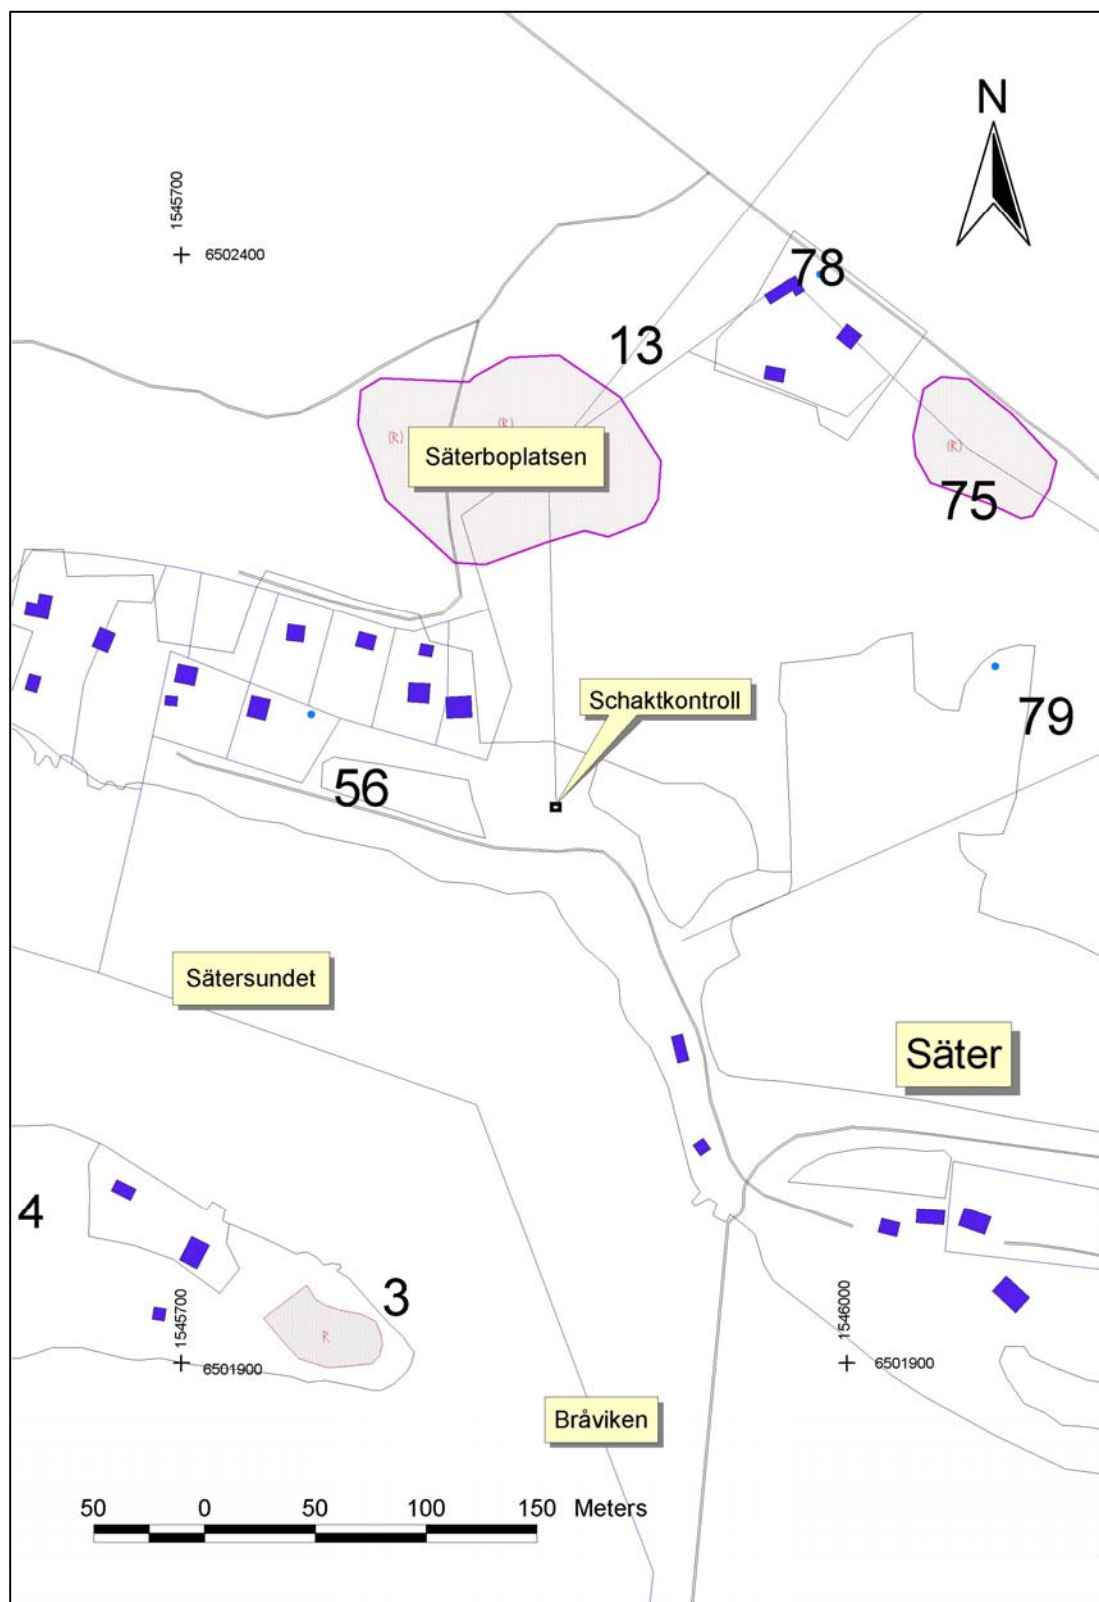 N
1545700
6502400
78
13
(R)
(R)
Säterboplatsen
(R)
75
Schaktkontroll
79
56
Sätersundet
Säter
4
3
R
1545700
6501900
1546000
6501900
Bråviken
50 0 50 100 150 Meters